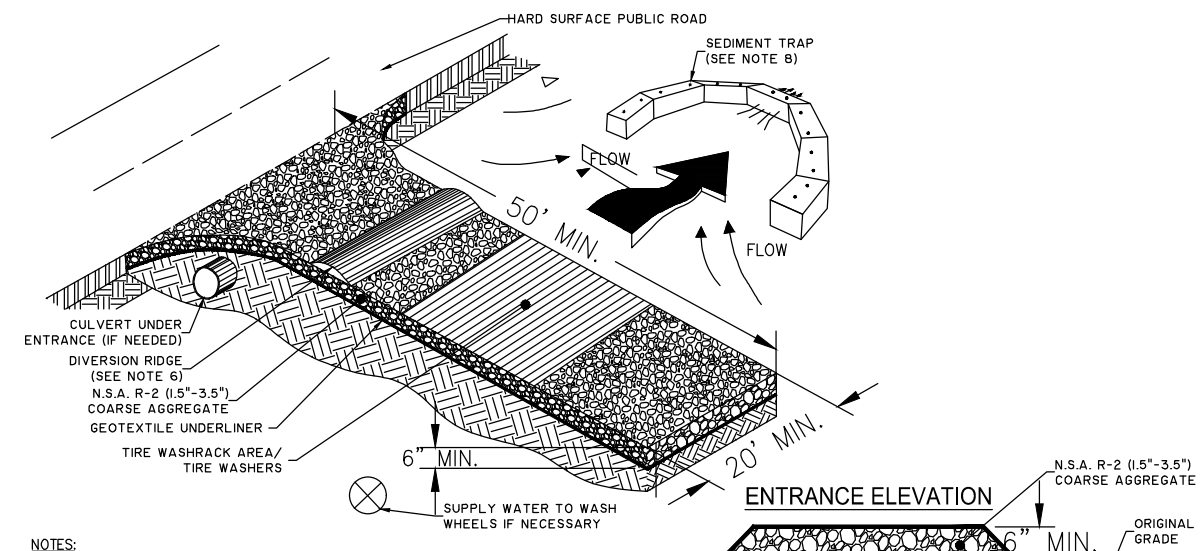 HARD SURFACE PUBLIC ROAD
SEDIMENT TRAP
(SEE NOTE 8)
FLOW
50' MIN.
FLOW
CULVERT UNDER
ENTRANCE (IF NEEDED)
DIVERSION RIDGE
(SEE NOTE 6)
N.S.A. R-2 (1.5"-3.5")
COARSE AGGREGATE
GEOTEXTILE UNDERLINER
TIRE WASHRACK AREA/
TIRE WASHERS
6" MIN.
20' MIN.
SUPPLY WATER TO WASH
WHEELS IF NECESSARY
ENTRANCE ELEVATION
N.S.A. R-2 (1.5"-3.5")
COARSE AGGREGATE
6" MIN.
ORIGINAL
GRADE
NOTES: